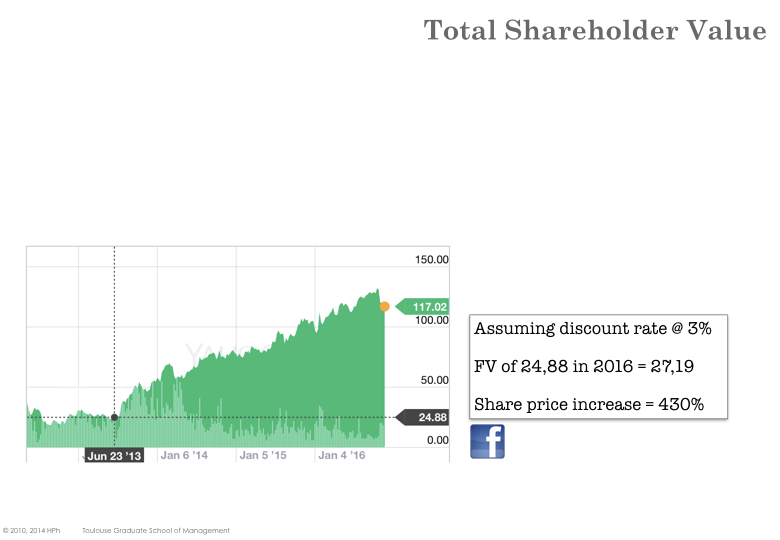 Total Shareholder Value
150.00
117.02
100.00
50.00
24.88
0.00
Jun 23 '13
Jan 6 '14
Jan 5 '15
Jan 4 '16
Assuming discount rate @ 3%
FV of 24,88 in 2016 = 27,19
Share price increase = 430%
f
© 2010, 2014 HPh Toulouse Graduate School of Management